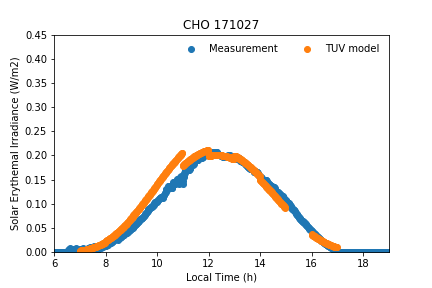 CHO 171027
Measurement TUV model
Solar Erythemal Irradiance (W/m2)
0.45
0.40
0.35
0.30
0.25
0.20
0.15
0.10
0.05
0.00
6 8 10 12 14 16 18
Local Time (h)